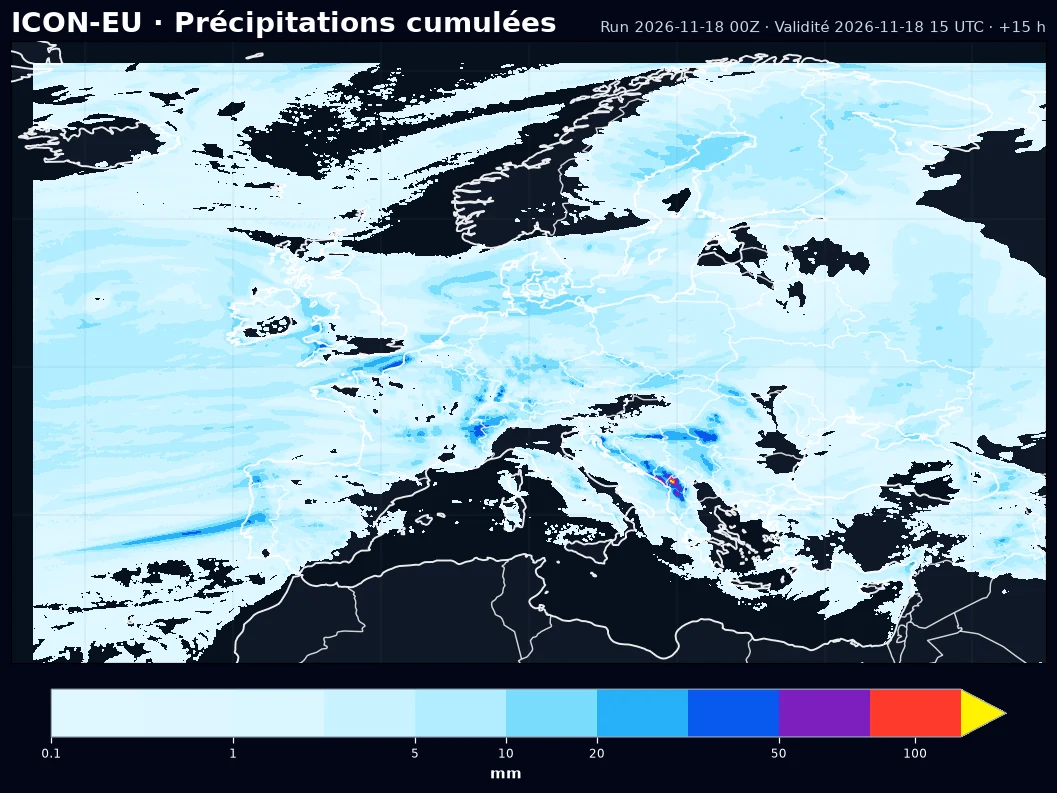 ICON-EU · Précipitations cumulées
Run 2026-11-18 00Z · Validité 2026-11-18 15 UTC · +15 h
0.1 1 5 10 20 50 100
mm